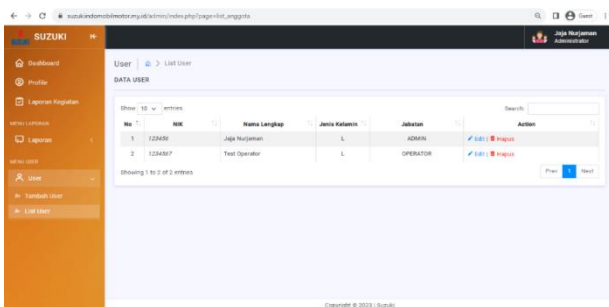 suzukiindomobilmotor.my.id/admin/index.php?page=list_anggota
Guest
SUZUKI
Jaja Nurjaman
Administrator
Dashboard
Profile
Laporan Kegiatan
MENU LAPORAN
Laporan
MENU USER
User
Tambah User
List User
User | > List User
DATA USER
Show 10 entries
Search:
No NIK Nama Lengkap Jenis Kelamin Jabatan Action
1 123456 Jaja Nurjaman L ADMIN Edit | Hapus
2 1234567 Test Operator L OPERATOR Edit | Hapus
Showing 1 to 2 of 2 entries
Prev 1 Next
Copyright © 2023 | Suzuki